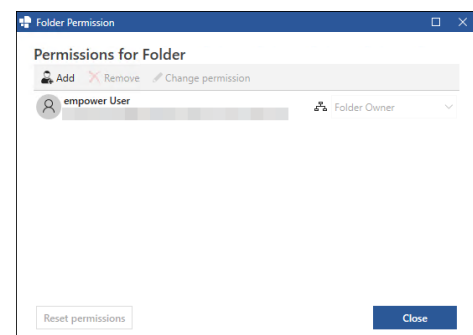 Folder Permission
Permissions for Folder
Add Remove Change permission
empower User
Folder Owner
Reset permissions Close